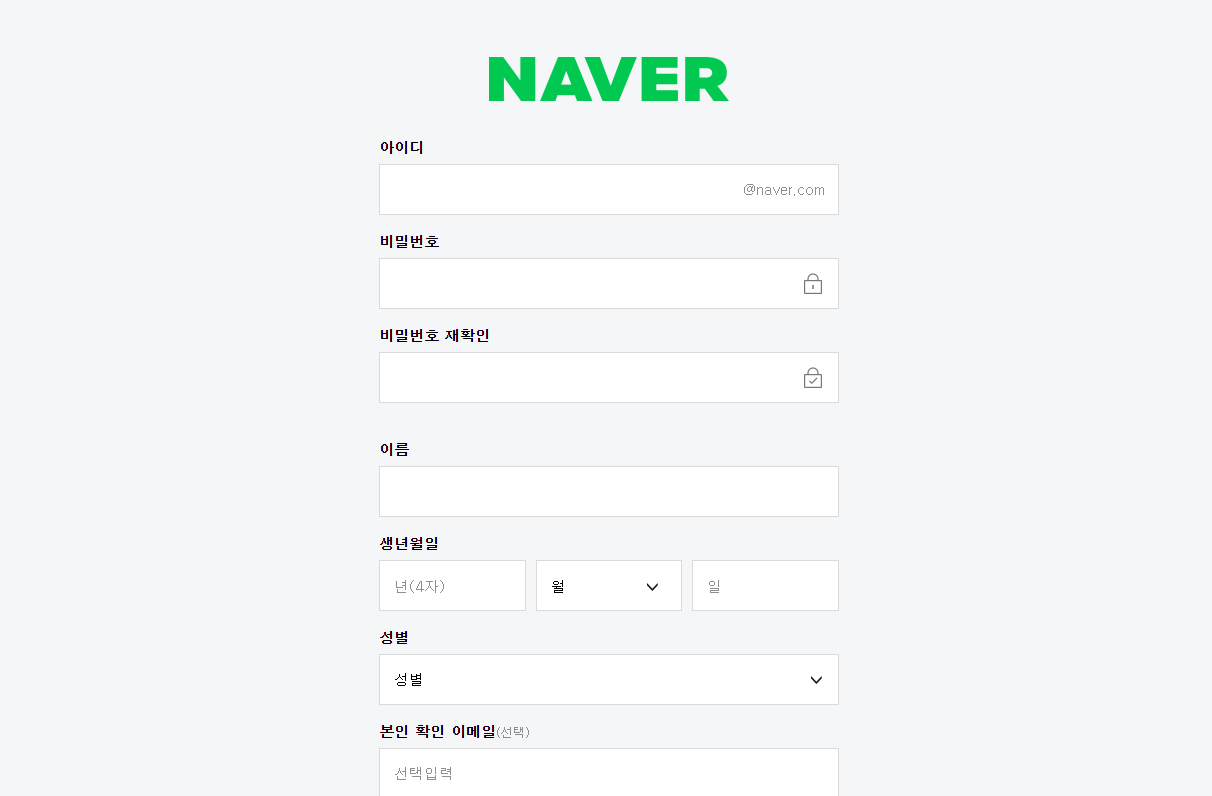 NAVER
아이디
@naver.com
비밀번호
비밀번호 재확인
이름
생년월일
년(4자) 월 일
성별
성별
본인 확인 이메일(선택)
선택입력